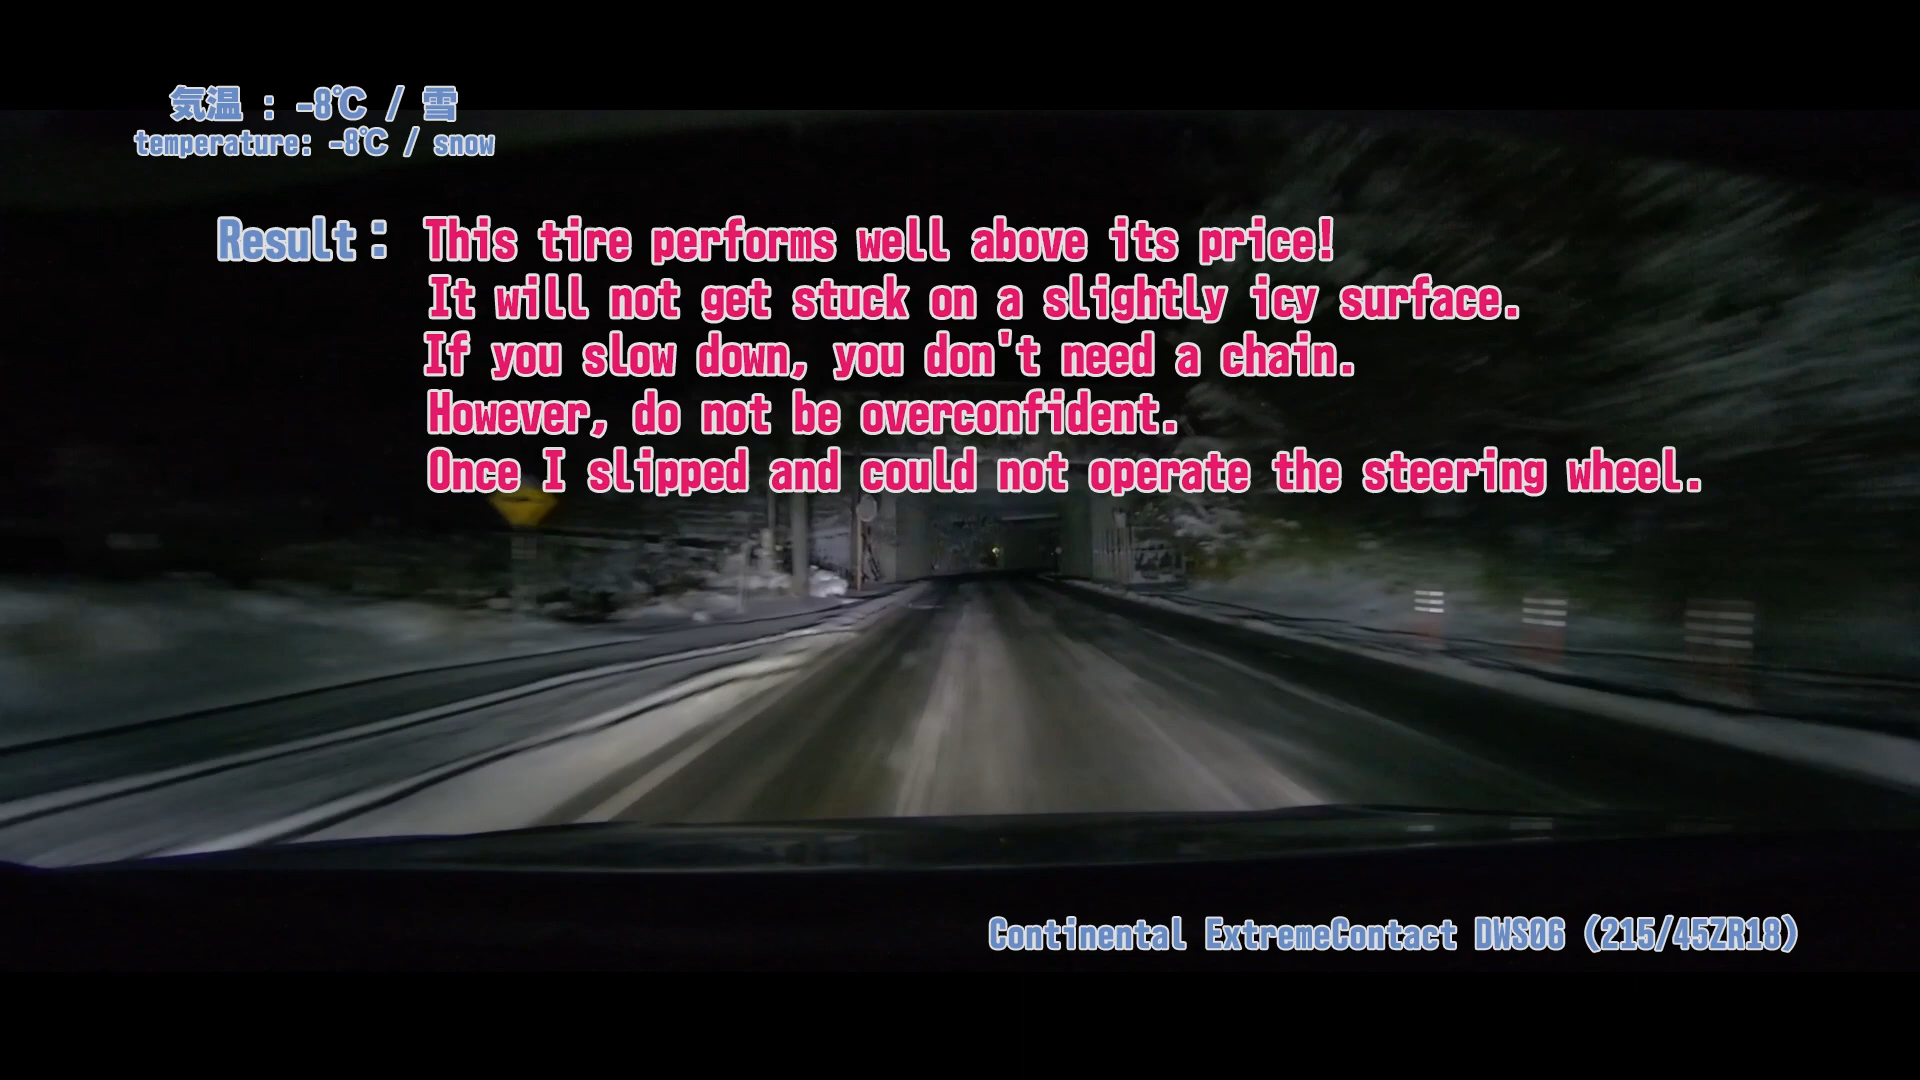 気温 : -8℃ / 雪
temperature: -8℃ / snow
Result: This tire performs well above its price!
It will not get stuck on a slightly icy surface.
If you slow down, you don't need a chain.
However, do not be overconfident.
Once I slipped and could not operate the steering wheel.
Continental ExtremeContact DWS06 (215/45ZR18)